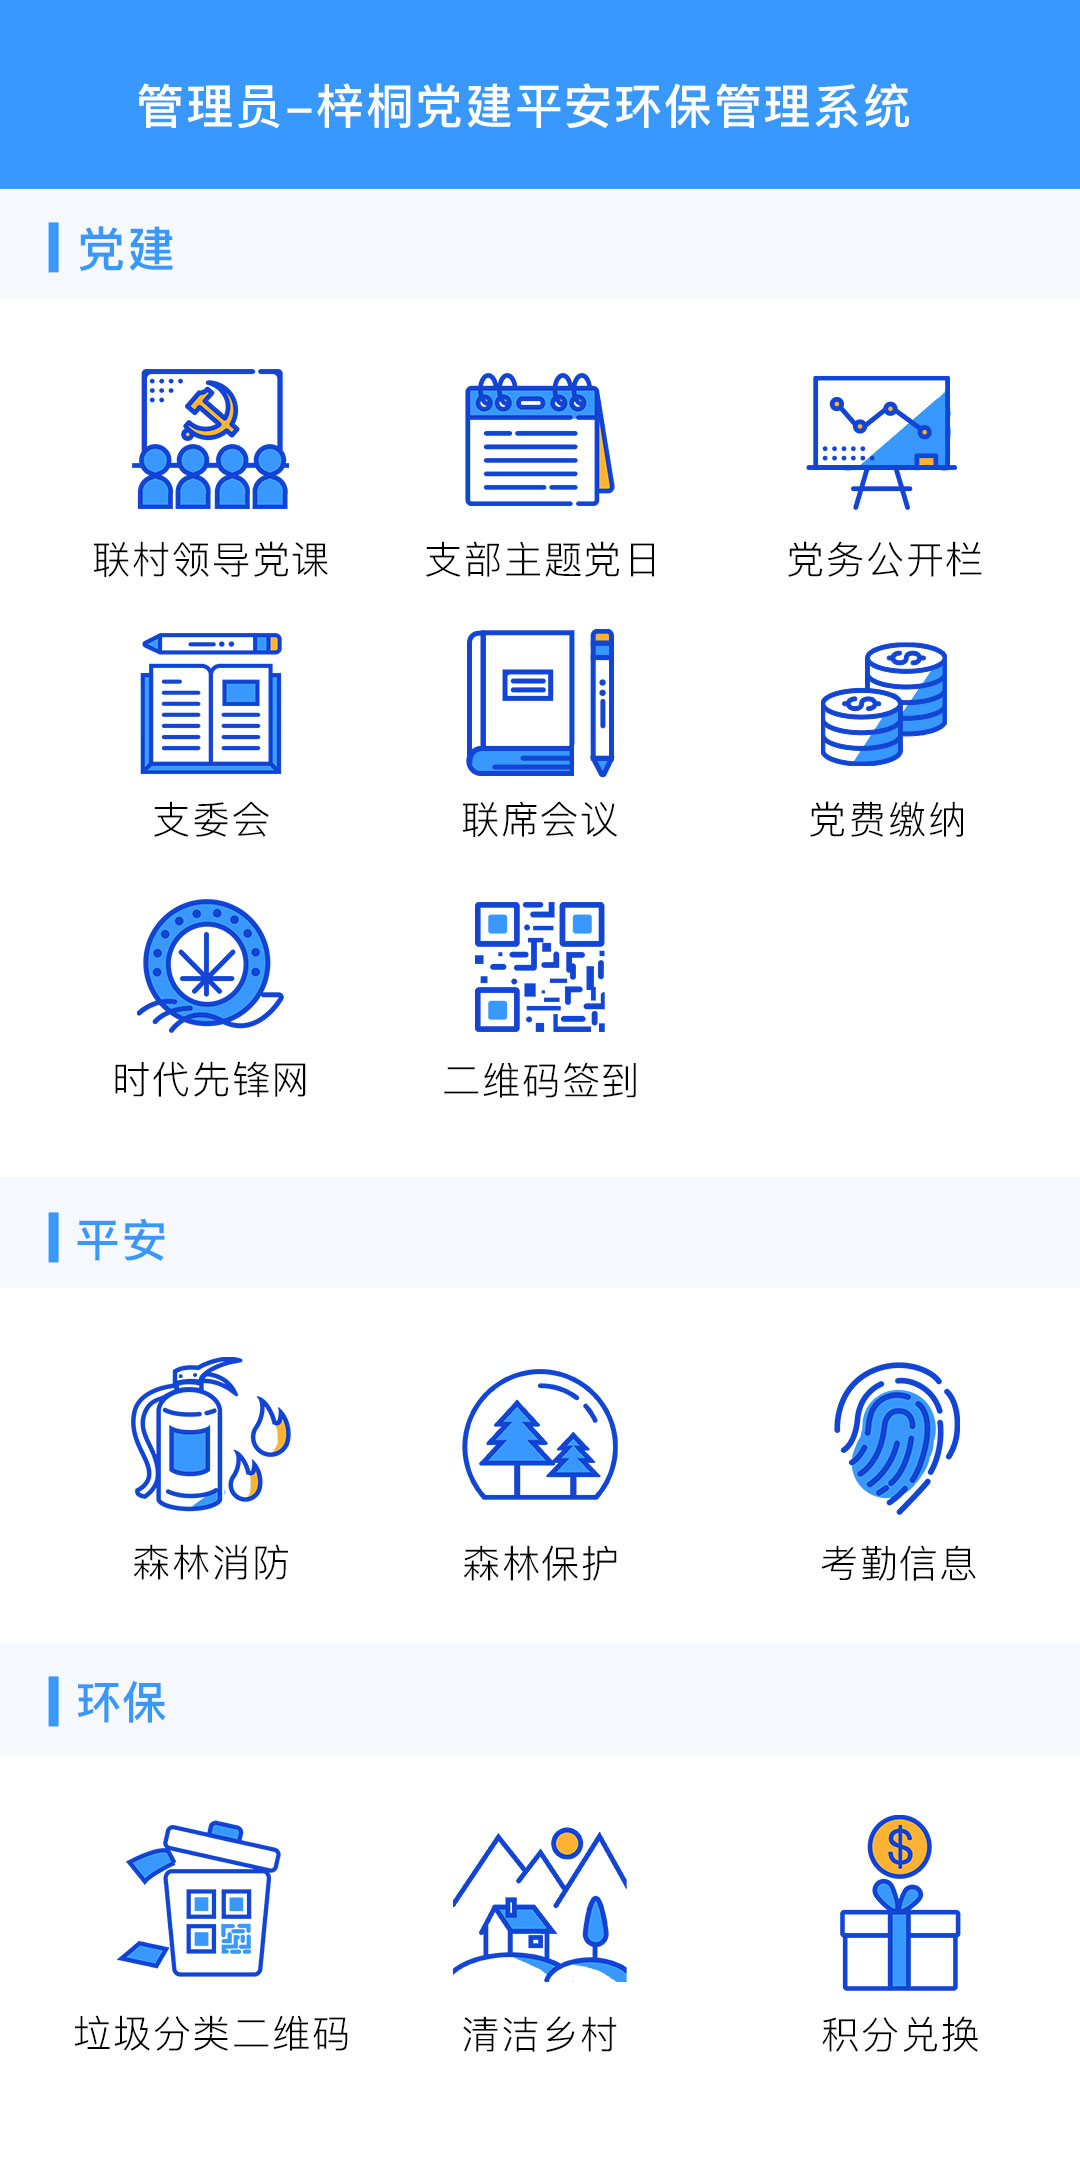 管理员-梓桐党建平安环保管理系统
党建
联村领导党课 支部主题党日 党务公开栏
支委会 联席会议 党费缴纳
时代先锋网 二维码签到
平安
森林消防 森林保护 考勤信息
环保
垃圾分类二维码 清洁乡村 积分兑换